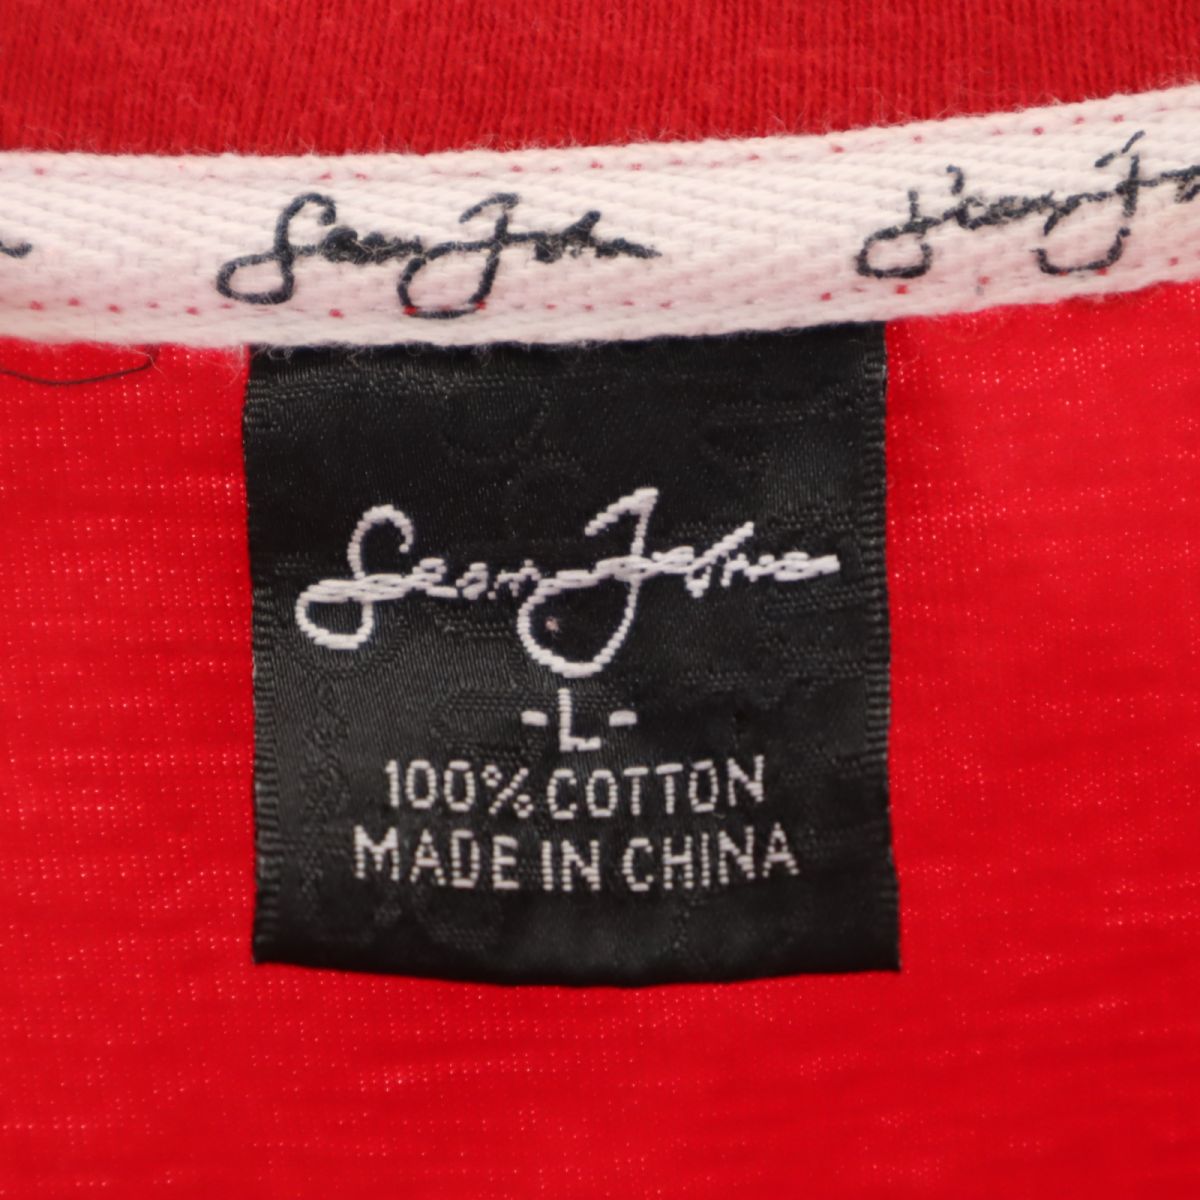 Sean John
Sean John
Sean John
-L-
100% COTTON
MADE IN CHINA